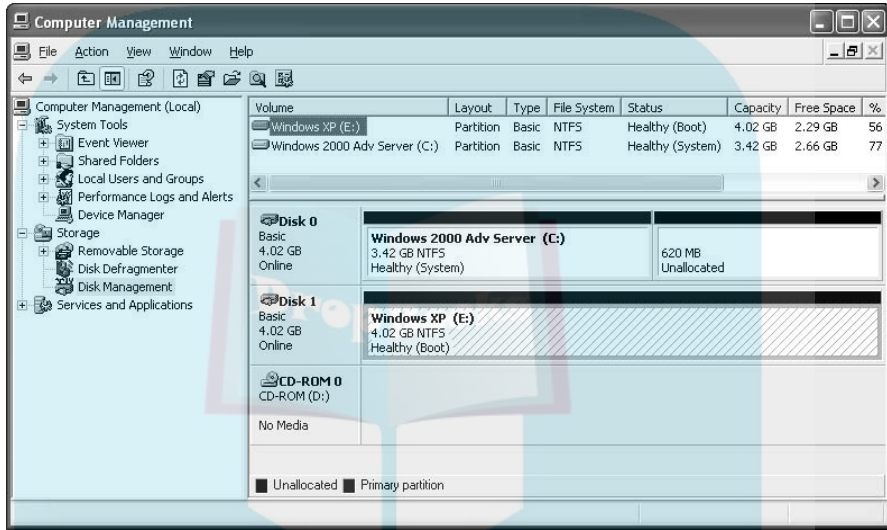 Computer Management
File Action View Window Help
Computer Management (Local)
System Tools
Event Viewer
Shared Folders
Local Users and Groups
Performance Logs and Alerts
Device Manager
Storage
Removable Storage
Disk Defragmenter
Disk Management
Services and Applications
Volume Layout Type File System Status Capacity Free Space %
Windows XP (E:) Partition Basic NTFS Healthy (Boot) 4.02 GB 2.29 GB 56
Windows 2000 Adv Server (C:) Partition Basic NTFS Healthy (System) 3.42 GB 2.66 GB 77
Disk 0
Basic
4.02 GB
Online
Windows 2000 Adv Server (C:)
3.42 GB NTFS
Healthy (System)
620 MB
Unallocated
Disk 1
Basic
4.02 GB
Online
Windows XP (E:)
4.02 GB NTFS
Healthy (Boot)
CD-ROM 0
CD-ROM (D:)
No Media
Unallocated Primary partition